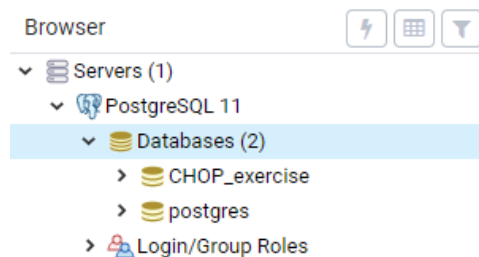 Browser
Servers (1)
PostgreSQL 11
Databases (2)
CHOP_exercise
postgres
Login/Group Roles